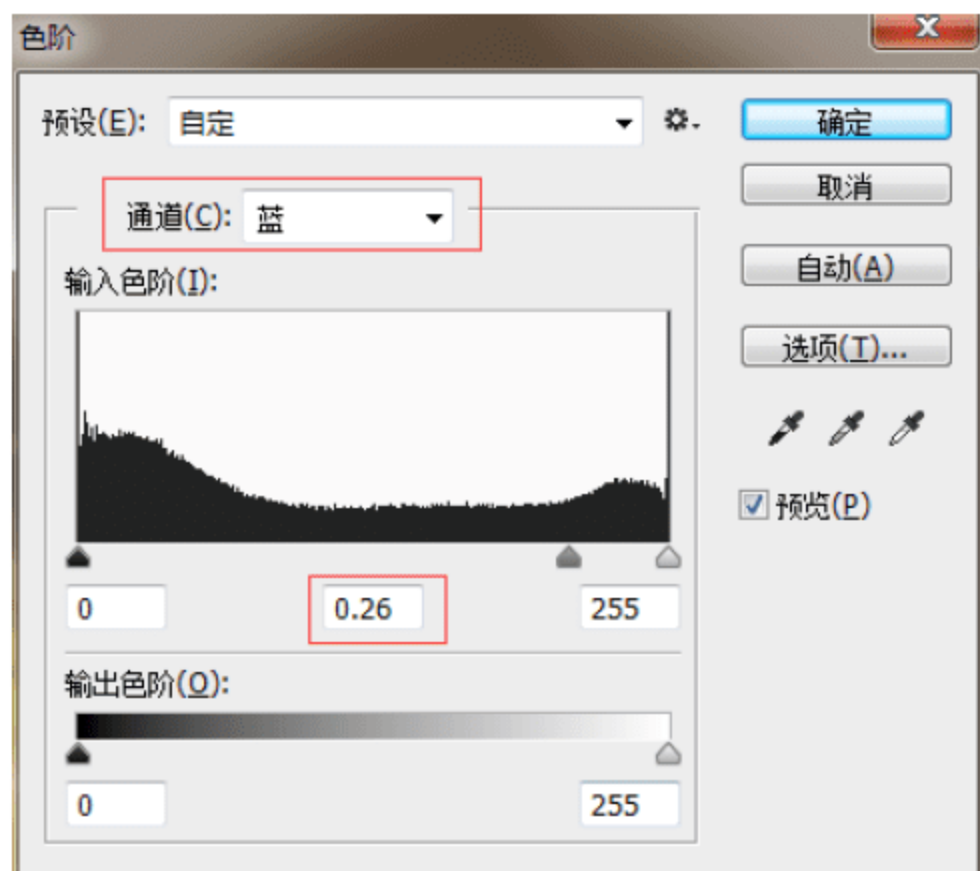 色阶
预设(E): 自定
确定
取消
通道(C): 蓝
自动(A)
输入色阶(I):
选项(T)...
预览(P)
0 0.26 255
输出色阶(O):
0 255